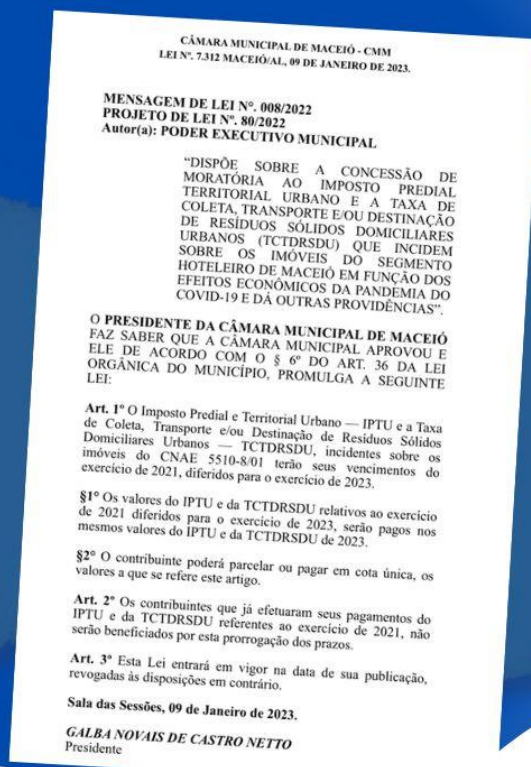 CÂMARA MUNICIPAL DE MACEIÓ - CMM
LEI Nº. 7.312 MACEIÓ/AL, 09 DE JANEIRO DE 2023.
MENSAGEM DE LEI Nº. 008/2022
PROJETO DE LEI Nº. 80/2022
Autor(a): PODER EXECUTIVO MUNICIPAL
“DISPÕE SOBRE A CONCESSÃO DE
MORATÓRIA AO IMPOSTO PREDIAL
TERRITORIAL URBANO E A TAXA DE
COLETA, TRANSPORTE E/OU DESTINAÇÃO
DE RESÍDUOS SÓLIDOS DOMICILIARES
URBANOS (TCTDRSDU) QUE INCIDEM
SOBRE OS IMÓVEIS DO SEGMENTO
HOTELEIRO DE MACEIÓ EM FUNÇÃO DOS
EFEITOS ECONÔMICOS DA PANDEMIA DO
COVID-19 E DÁ OUTRAS PROVIDÊNCIAS”.
O PRESIDENTE DA CÂMARA MUNICIPAL DE MACEIÓ
FAZ SABER QUE A CÂMARA MUNICIPAL APROVOU E
ELE DE ACORDO COM O § 6º DO ART. 36 DA LEI
ORGÂNICA DO MUNICÍPIO, PROMULGA A SEGUINTE
LEI:
Art. 1º O Imposto Predial e Territorial Urbano — IPTU e a Taxa
de Coleta, Transporte e/ou Destinação de Resíduos Sólidos
Domiciliares Urbanos — TCTDRSDU, incidentes sobre os
imóveis do CNAE 5510-8/01 terão seus vencimentos do
exercício de 2021, diferidos para o exercício de 2023.
§1º Os valores do IPTU e da TCTDRSDU relativos ao exercício
de 2021 diferidos para o exercício de 2023, serão pagos nos
mesmos valores do IPTU e da TCTDRSDU de 2023.
§2º O contribuinte poderá parcelar ou pagar em cota única, os
valores a que se refere este artigo.
Art. 2º Os contribuintes que já efetuaram seus pagamentos do
IPTU e da TCTDRSDU referentes ao exercício de 2021, não
serão beneficiados por esta prorrogação dos prazos.
Art. 3º Esta Lei entrará em vigor na data de sua publicação,
revogadas às disposições em contrário.
Sala das Sessões, 09 de Janeiro de 2023.
GALBA NOVAIS DE CASTRO NETTO
Presidente